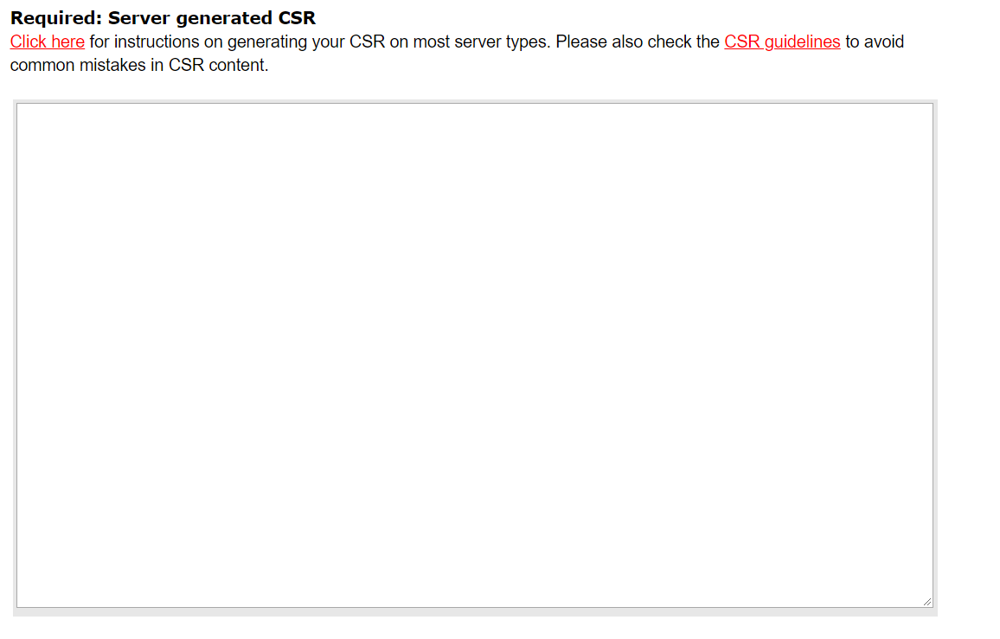 Required: Server generated CSR
Click here for instructions on generating your CSR on most server types. Please also check the CSR guidelines to avoid
common mistakes in CSR content.